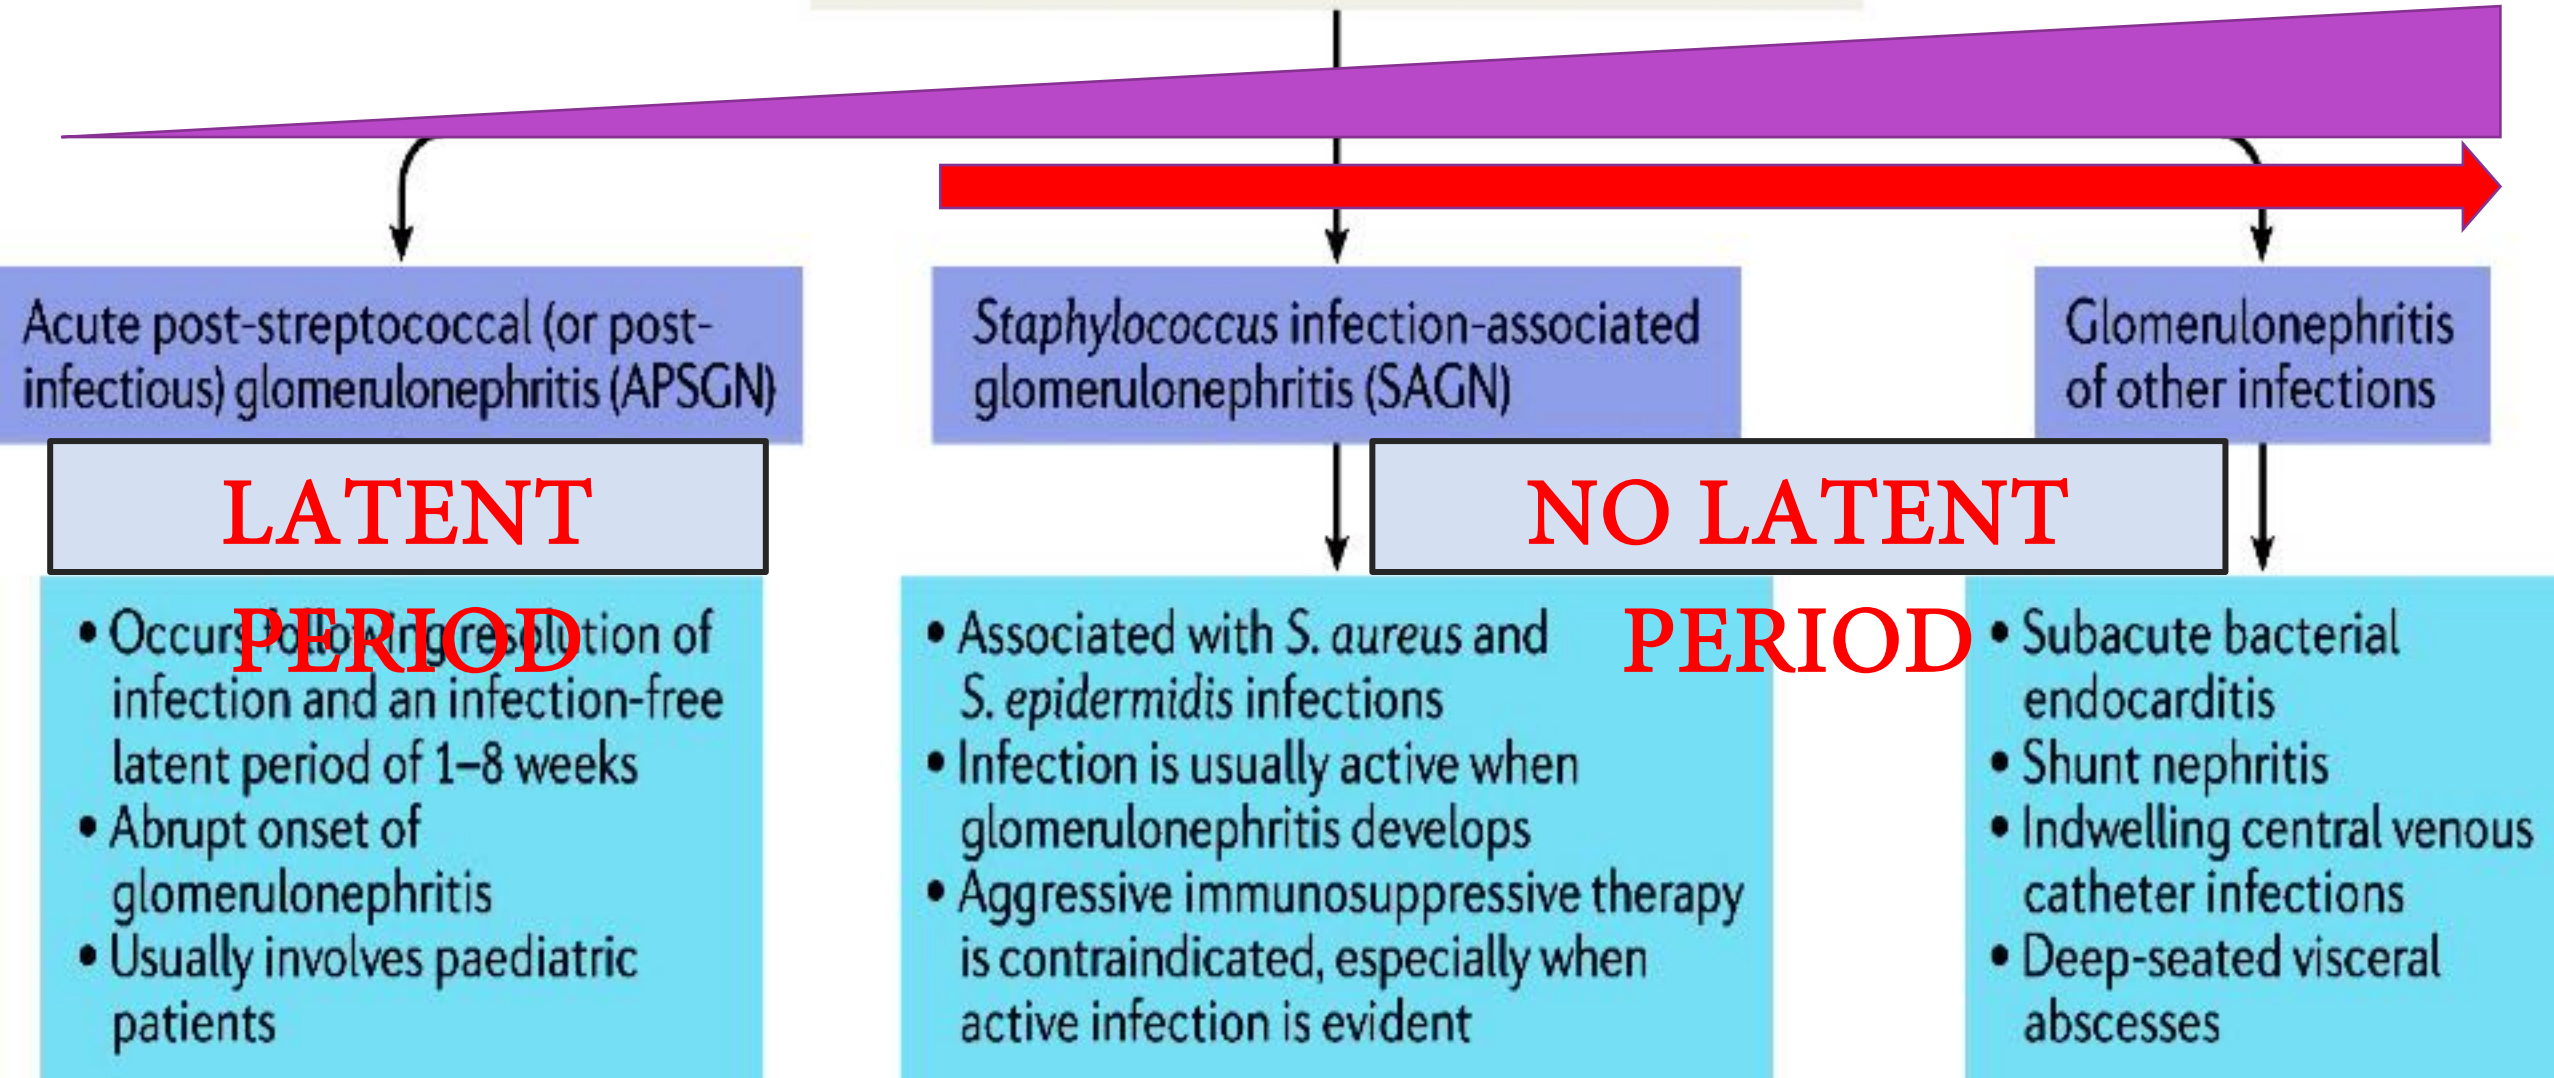 Acute post-streptococcal (or post-
infectious) glomerulonephritis (APSGN)
LATENT
PERIOD
• Occurs following resolution of
infection and an infection-free
latent period of 1–8 weeks
• Abrupt onset of
glomerulonephritis
• Usually involves paediatric
patients
Staphylococcus infection-associated
glomerulonephritis (SAGN)
NO LATENT
PERIOD
• Associated with S. aureus and
S. epidermidis infections
• Infection is usually active when
glomerulonephritis develops
• Aggressive immunosuppressive therapy
is contraindicated, especially when
active infection is evident
Glomerulonephritis
of other infections
• Subacute bacterial
endocarditis
• Shunt nephritis
• Indwelling central venous
catheter infections
• Deep-seated visceral
abscesses